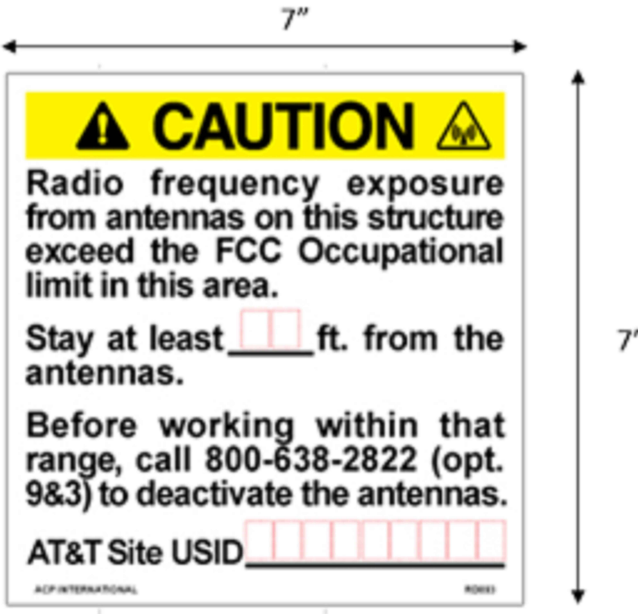 7”
CAUTION
Radio frequency exposure
from antennas on this structure
exceed the FCC Occupational
limit in this area.
Stay at least ft. from the
antennas.
Before working within that
range, call 800-638-2822 (opt.
9&3) to deactivate the antennas.
AT&T Site USID
ACP INTERNATIONAL
7’